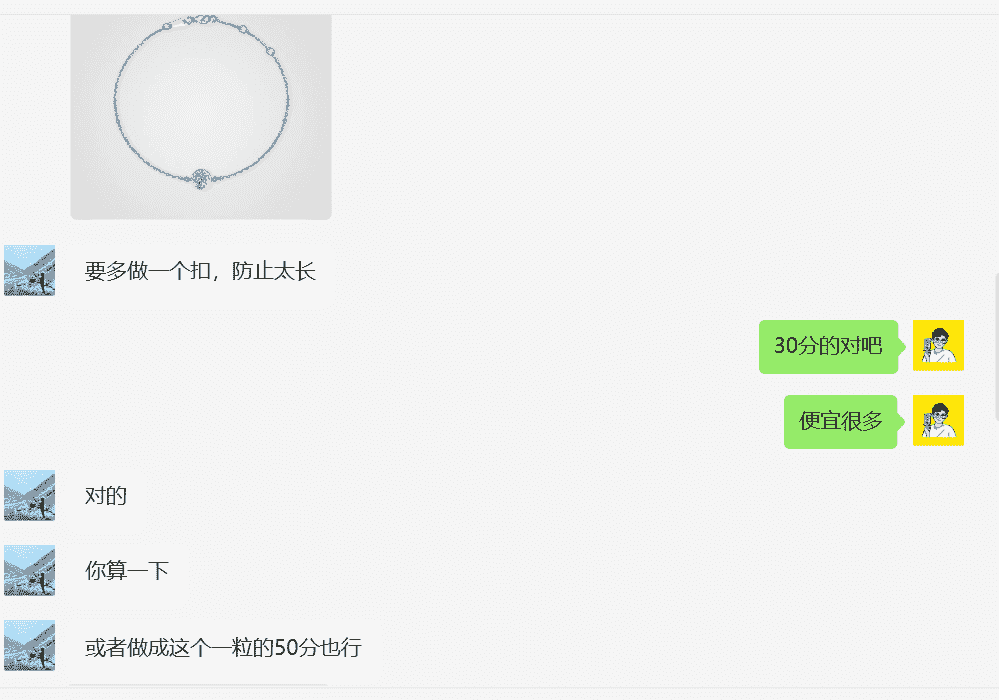 要多做一个扣，防止太长
30分的对吧
便宜很多
对的
你算一下
或者做成这个一粒的50分也行